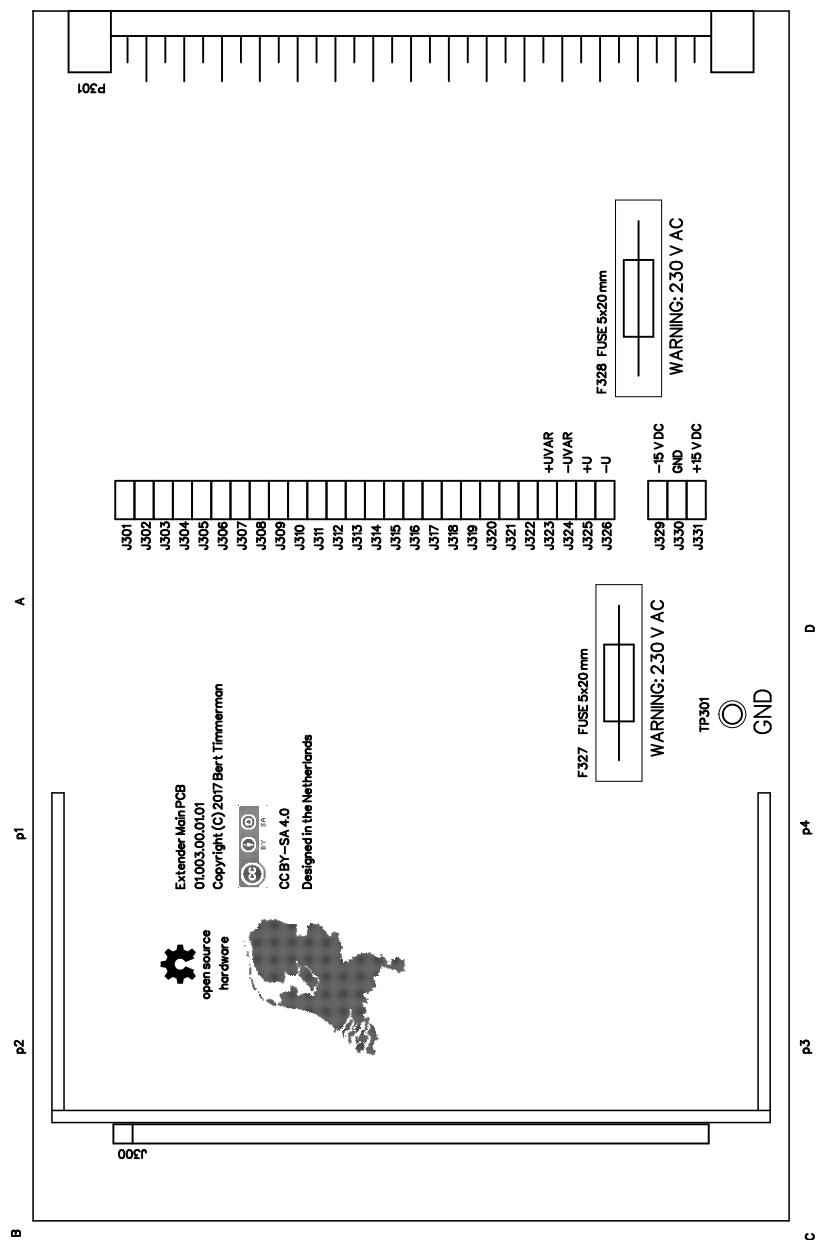 P301
F328 FUSE 5x20 mm
WARNING: 230 V AC
+UVAR
-UVAR
+U
-U
-15 V DC
GND
+15 V DC
J301
J302
J303
J304
J305
J306
J307
J308
J309
J310
J311
J312
J313
J314
J315
J316
J317
J318
J319
J320
J321
J322
J323
J324
J325
J326
J329
J330
J331
A
D
F327 FUSE 5x20 mm
WARNING: 230 V AC
TP301
GND
Extender Main PCB
01.003.00.01.01
Copyright (C) 2017 Bert Timmerman
cc
BY SA
CC BY-SA 4.0
Designed in the Netherlands
open source
hardware
p1
p4
p2
p3
J300
B
C